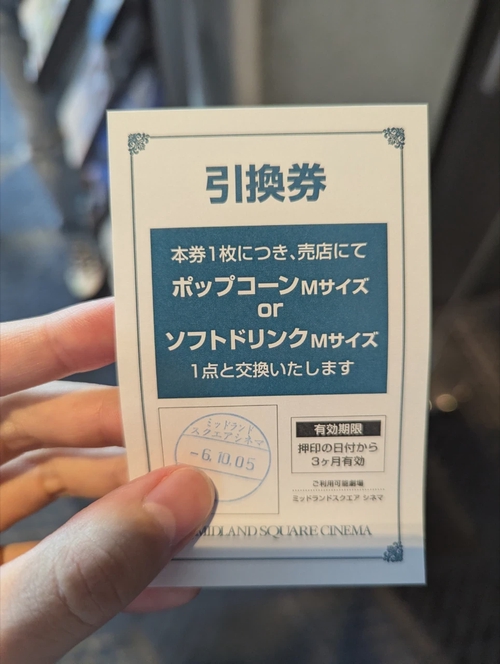 引換券
本券1枚につき、売店にて
ポップコーンMサイズ
or
ソフトドリンクMサイズ
1点と交換いたします
ミッドランド
スクエアシネマ
-6.10.05
有効期限
押印の日付から
3ヶ月有効
ご利用可能劇場
ミッドランドスクエア シネマ
MIDLAND SQUARE CINEMA